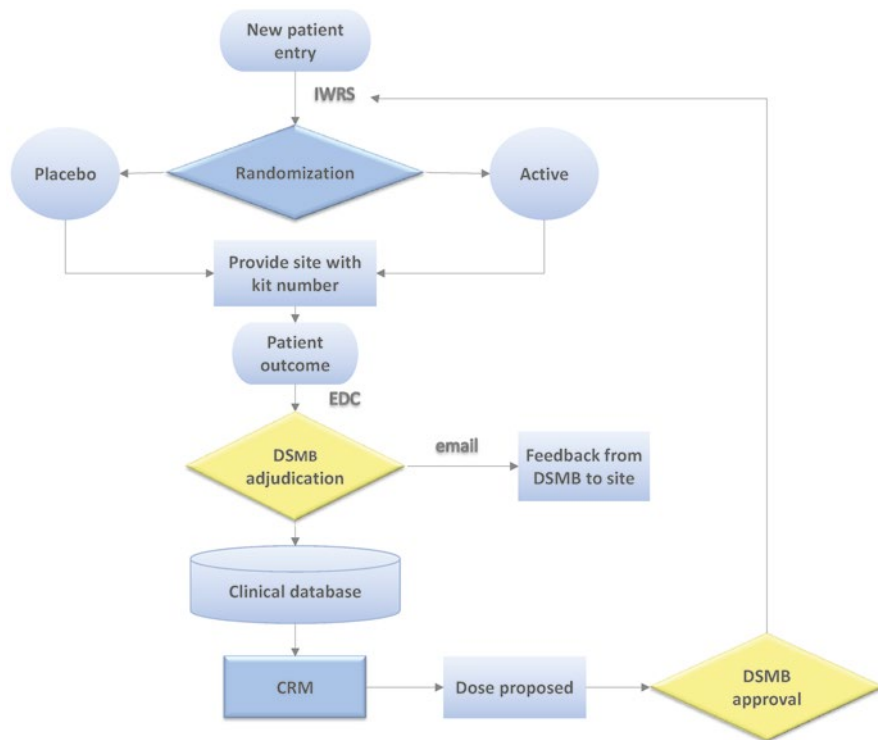 New patient
entry
IWRS
Randomization
Placebo
Active
Provide site with
kit number
Patient
outcome
EDC
DSMB
adjudication
email
Feedback from
DSMB to site
Clinical database
CRM
Dose proposed
DSMB
approval